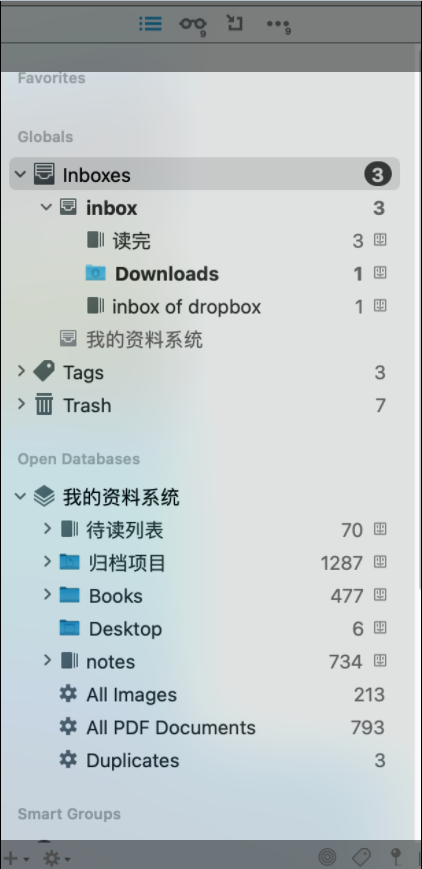 9 9
Favorites
Globals
Inboxes 3
inbox 3
读完 3
Downloads 1
inbox of dropbox 1
我的资料系统
Tags 3
Trash 7
Open Databases
我的资料系统
待读列表 70
归档项目 1287
Books 477
Desktop 6
notes 734
All Images 213
All PDF Documents 793
Duplicates 3
Smart Groups